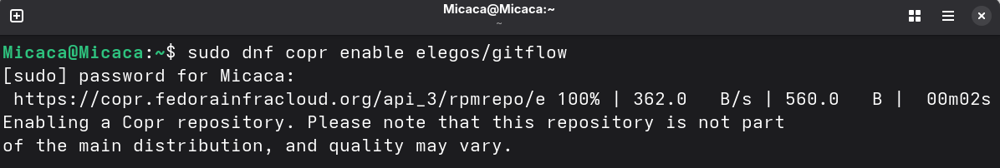 Micaca@Micaca:~
~
Micaca@Micaca:~$ sudo dnf copr enable elegos/gitflow
[sudo] password for Micaca:
https://copr.fedorainfracloud.org/api_3/rpmrepo/e 100% | 362.0   B/s | 560.0   B |  00m02s
Enabling a Copr repository. Please note that this repository is not part
of the main distribution, and quality may vary.